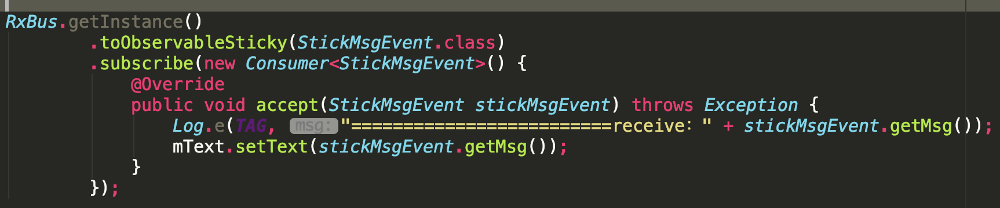 RxBus.getInstance()
.toObservableSticky(StickMsgEvent.class)
.subscribe(new Consumer<StickMsgEvent>() {
@Override
public void accept(StickMsgEvent stickMsgEvent) throws Exception {
Log.e(TAG, msg: "=========================receive: " + stickMsgEvent.getMsg());
mText.setText(stickMsgEvent.getMsg());
}
});